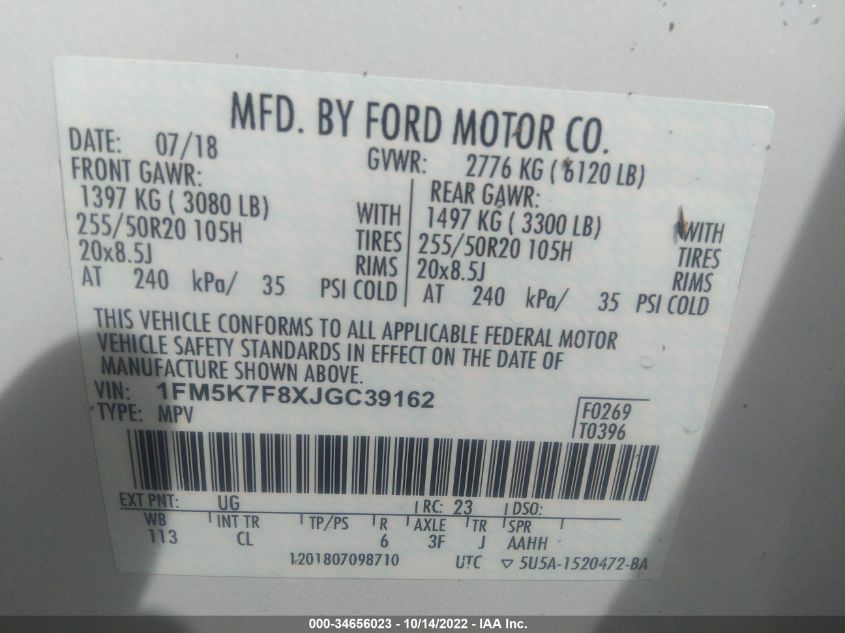 MFD. BY FORD MOTOR CO.
DATE: 07/18
GVWR: 2776 KG ( 6120 LB)
FRONT GAWR:
1397 KG ( 3080 LB) WITH
255/50R20 105H TIRES
20x8.5J RIMS
AT 240 kPa/ 35 PSI COLD
REAR GAWR:
1497 KG ( 3300 LB) WITH
255/50R20 105H TIRES
20x8.5J RIMS
AT 240 kPa/ 35 PSI COLD
THIS VEHICLE CONFORMS TO ALL APPLICABLE FEDERAL MOTOR
VEHICLE SAFETY STANDARDS IN EFFECT ON THE DATE OF
MANUFACTURE SHOWN ABOVE.
VIN: 1FM5K7F8XJGC39162
TYPE: MPV
F0269
T0396
EXT PNT: UG RC: 23 DSO:
WB INT TR TP/PS R AXLE TR SPR
113 CL 6 3F J AAHH
1201807098710 UTC ▽ 5U5A-1520472-BA
000-34656023 - 10/14/2022 - IAA Inc.